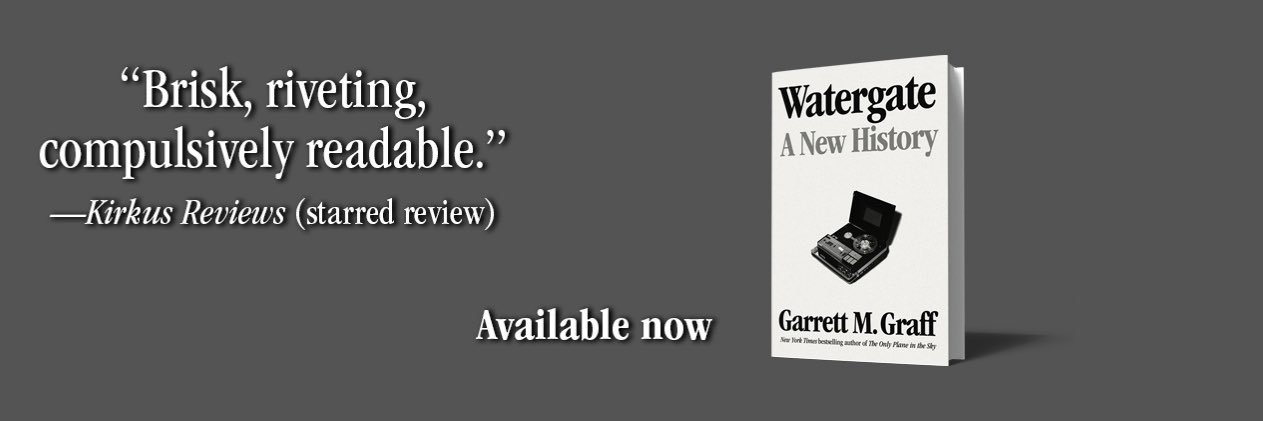 “Brisk, riveting,
compulsively readable.”
—Kirkus Reviews (starred review)
Available now
Watergate
A New History
Garrett M. Graff
New York Times bestselling author of The Only Plane in the Sky